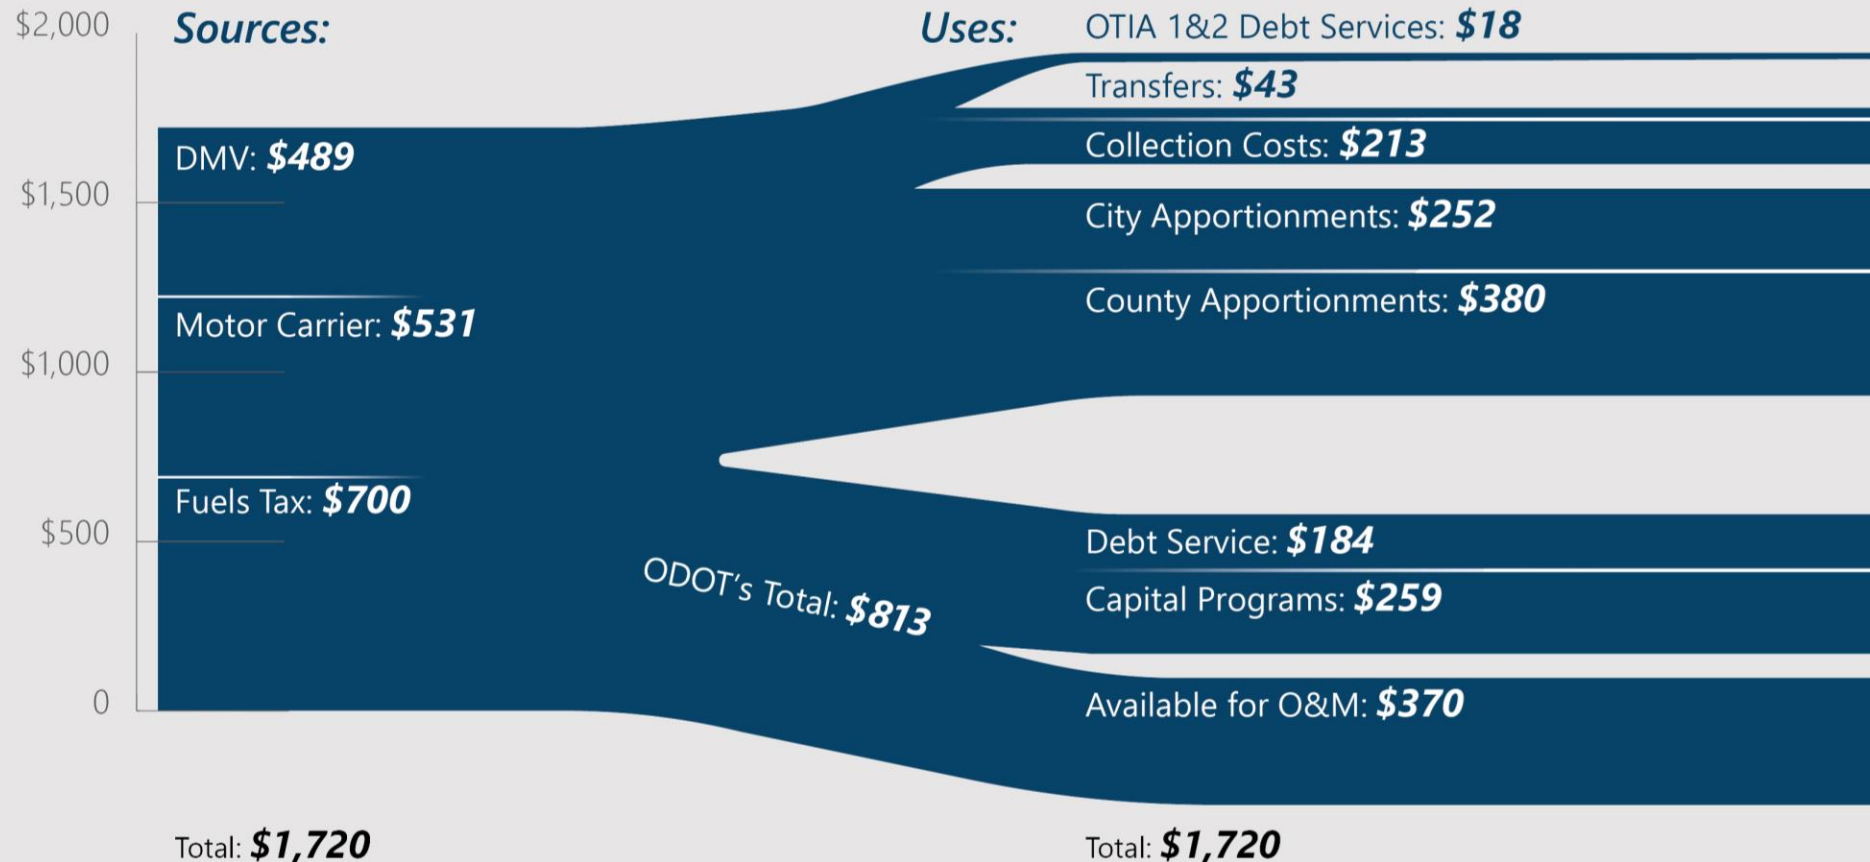 $2,000
$1,500
$1,000
$500
0
Sources:
DMV: $489
Motor Carrier: $531
Fuels Tax: $700
Total: $1,720
ODOT's Total: $813
Uses:
OTIA 1&2 Debt Services: $18
Transfers: $43
Collection Costs: $213
City Apportionments: $252
County Apportionments: $380
Debt Service: $184
Capital Programs: $259
Available for O&M: $370
Total: $1,720